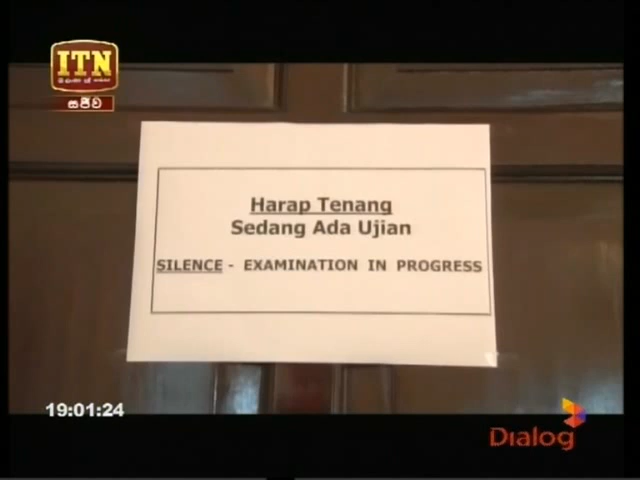 ITN
සජීව
Harap Tenang
Sedang Ada Ujian
SILENCE - EXAMINATION IN PROGRESS
19:01:24
Dialog